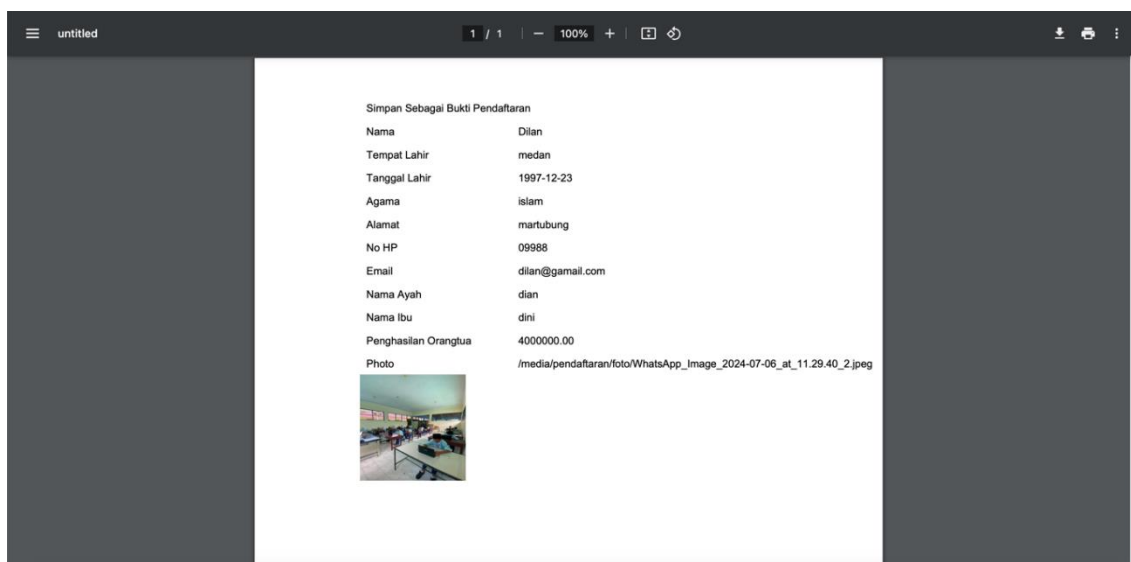 untitled
1 / 1 | − 100% + |
Simpan Sebagai Bukti Pendaftaran
Nama Dilan
Tempat Lahir medan
Tanggal Lahir 1997-12-23
Agama islam
Alamat martubung
No HP 09988
Email dilan@gamail.com
Nama Ayah dian
Nama Ibu dini
Penghasilan Orangtua 4000000.00
Photo /media/pendaftaran/foto/WhatsApp_Image_2024-07-06_at_11.29.40_2.jpeg